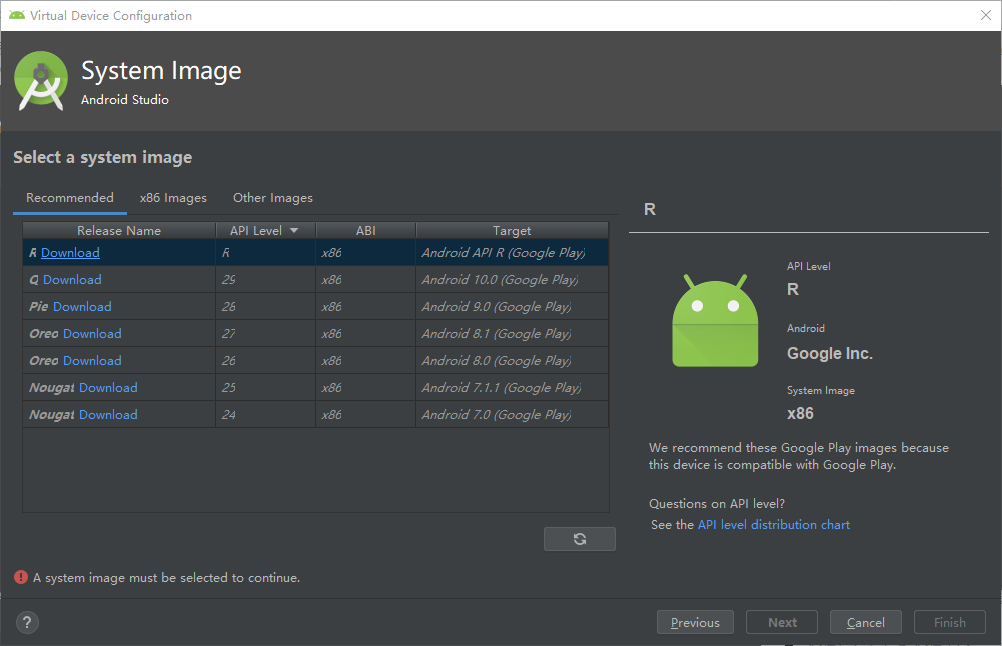 Virtual Device Configuration
System Image
Android Studio
Select a system image
Recommended x86 Images Other Images
Release Name API Level ABI Target
R Download R x86 Android API R (Google Play)
Q Download 29 x86 Android 10.0 (Google Play)
Pie Download 28 x86 Android 9.0 (Google Play)
Oreo Download 27 x86 Android 8.1 (Google Play)
Oreo Download 26 x86 Android 8.0 (Google Play)
Nougat Download 25 x86 Android 7.1.1 (Google Play)
Nougat Download 24 x86 Android 7.0 (Google Play)
R
API Level
R
Android
Google Inc.
System Image
x86
We recommend these Google Play images because
this device is compatible with Google Play.
Questions on API level?
See the API level distribution chart
! A system image must be selected to continue.
? Previous Next Cancel Finish